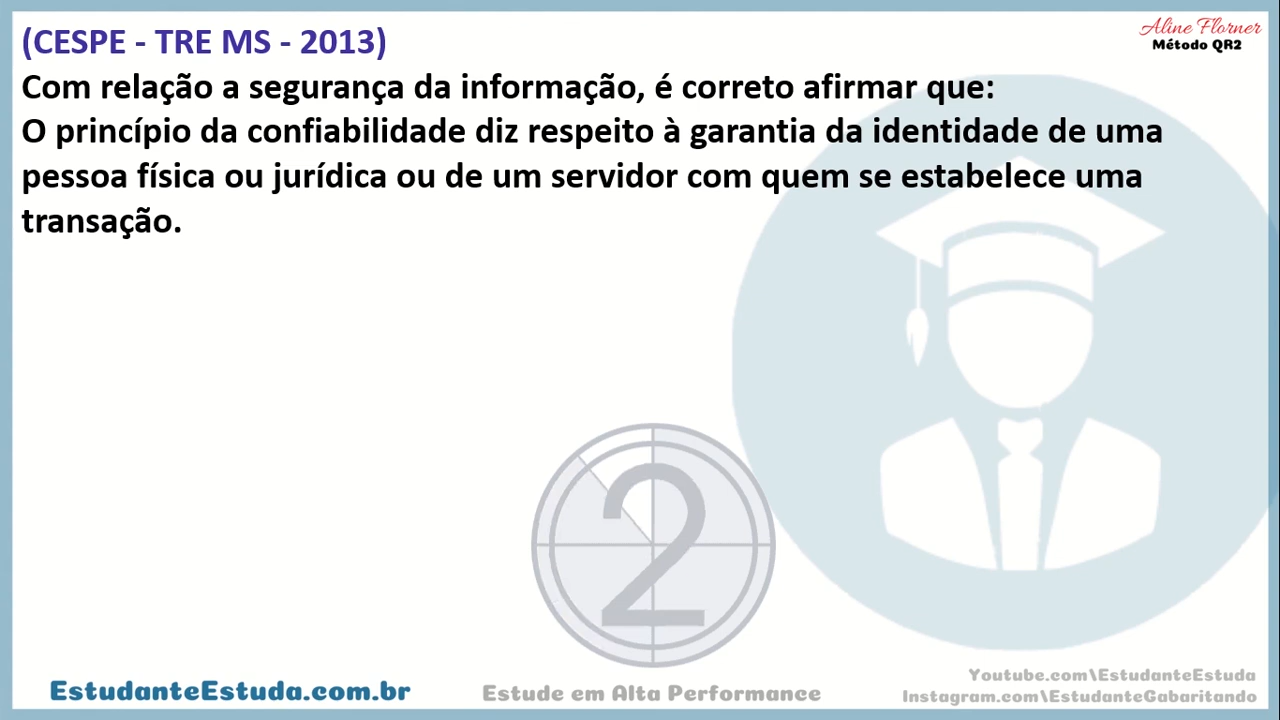 (CESPE - TRE MS - 2013)
Aline Florner
Método QR2
Com relação a segurança da informação, é correto afirmar que:
O princípio da confiabilidade diz respeito à garantia da identidade de uma
pessoa física ou jurídica ou de um servidor com quem se estabelece uma
transação.
2
EstudanteEstuda.com.br
Estude em Alta Performance
Youtube.com\EstudanteEstuda
Instagram.com\EstudanteGabaritando